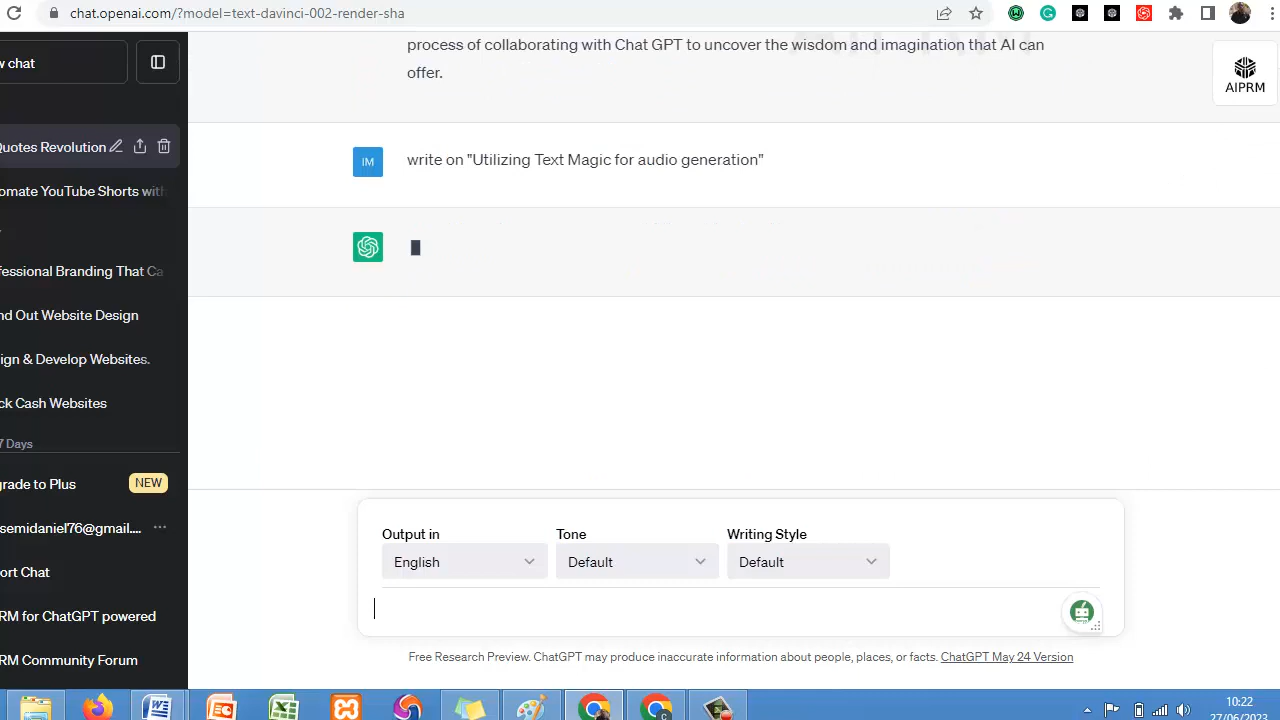 chat.openai.com/?model=text-davinci-002-render-sha
w chat
Quotes Revolution
omate YouTube Shorts with
fessional Branding That Ca
nd Out Website Design
ign & Develop Websites.
ck Cash Websites
7 Days
grade to Plus
NEW
semidaniel76@gmail....
ort Chat
RM for ChatGPT powered
RM Community Forum
process of collaborating with Chat GPT to uncover the wisdom and imagination that AI can
offer.
AIPRM
IM
write on "Utilizing Text Magic for audio generation"
Output in
Tone
Writing Style
English
Default
Default
Free Research Preview. ChatGPT may produce inaccurate information about people, places, or facts. ChatGPT May 24 Version
10:22
27/06/2023